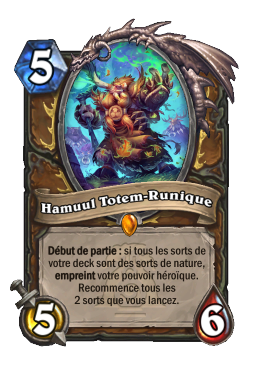 5
Hamuul Totem-Runique
Début de partie : si tous les sorts de
votre deck sont des sorts de nature,
empreint votre pouvoir héroïque.
Recommence tous les
2 sorts que vous lancez.
5
6